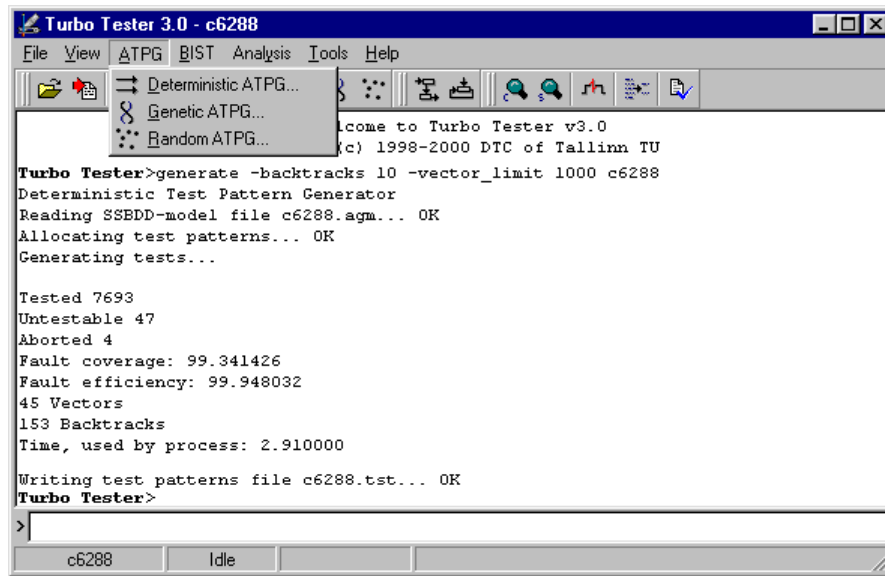 Turbo Tester 3.0 - c6288
File View ATPG BIST Analysis Tools Help
Deterministic ATPG...
Genetic ATPG...
Random ATPG...
lcome to Turbo Tester v3.0
(c) 1998-2000 DTC of Tallinn TU
Turbo Tester>generate -backtracks 10 -vector_limit 1000 c6288
Deterministic Test Pattern Generator
Reading SSBDD-model file c6288.agm... OK
Allocating test patterns... OK
Generating tests...
Tested 7693
Untestable 47
Aborted 4
Fault coverage: 99.341426
Fault efficiency: 99.948032
45 Vectors
153 Backtracks
Time, used by process: 2.910000
Writing test patterns file c6288.tst... OK
Turbo Tester>
>
c6288 Idle